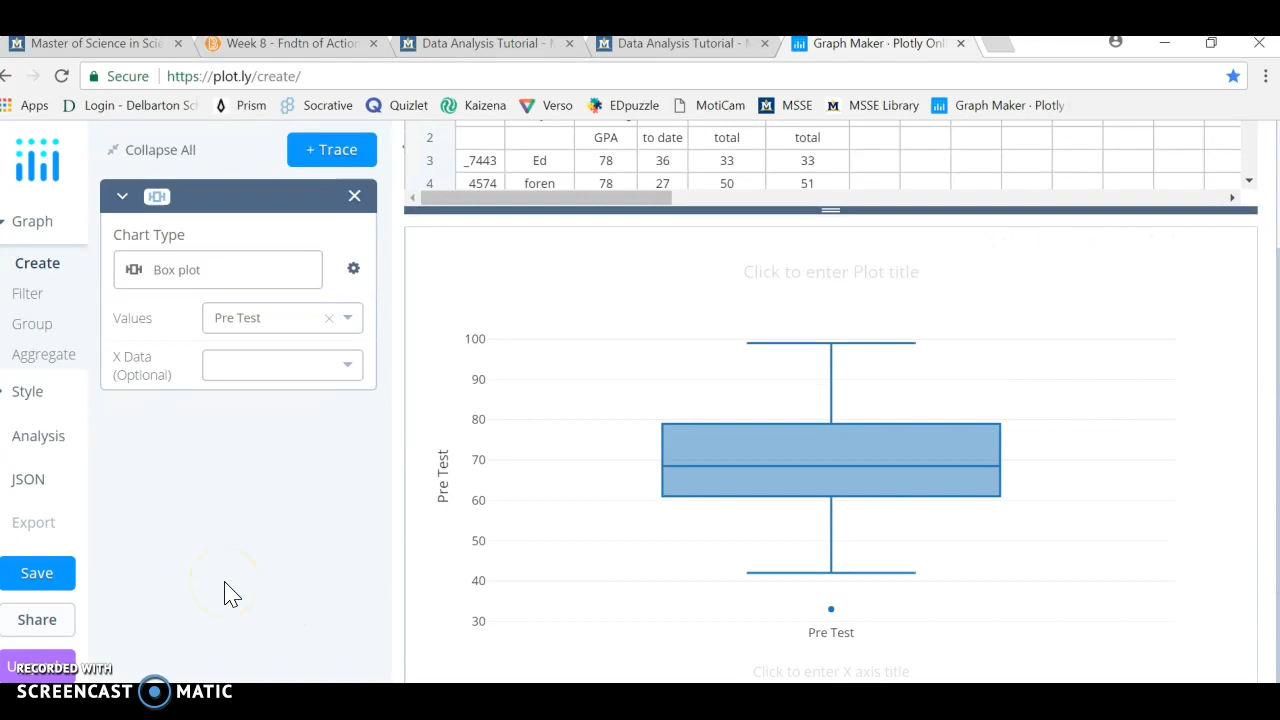 Master of Science in Scie
Week 8 - Fndtn of Action
Data Analysis Tutorial - M
Data Analysis Tutorial - M
Graph Maker · Plotly Onl
Secure https://plot.ly/create/
Apps Login - Delbarton Sc Prism Socrative Quizlet Kaizena Verso EDpuzzle MotiCam MSSE MSSE Library Graph Maker · Plotly
Collapse All
+ Trace
Graph
Create
Filter
Group
Aggregate
Style
Analysis
JSON
Export
Save
Share
Chart Type
Box plot
Values Pre Test
X Data
(Optional)
2 GPA to date total total
3 _7443 Ed 78 36 33 33
4 4574 foren 78 27 50 51
Click to enter Plot title
100
90
80
70
60
50
40
30
Pre Test
Pre Test
Click to enter X axis title
RECORDED WITH
SCREENCAST MATIC